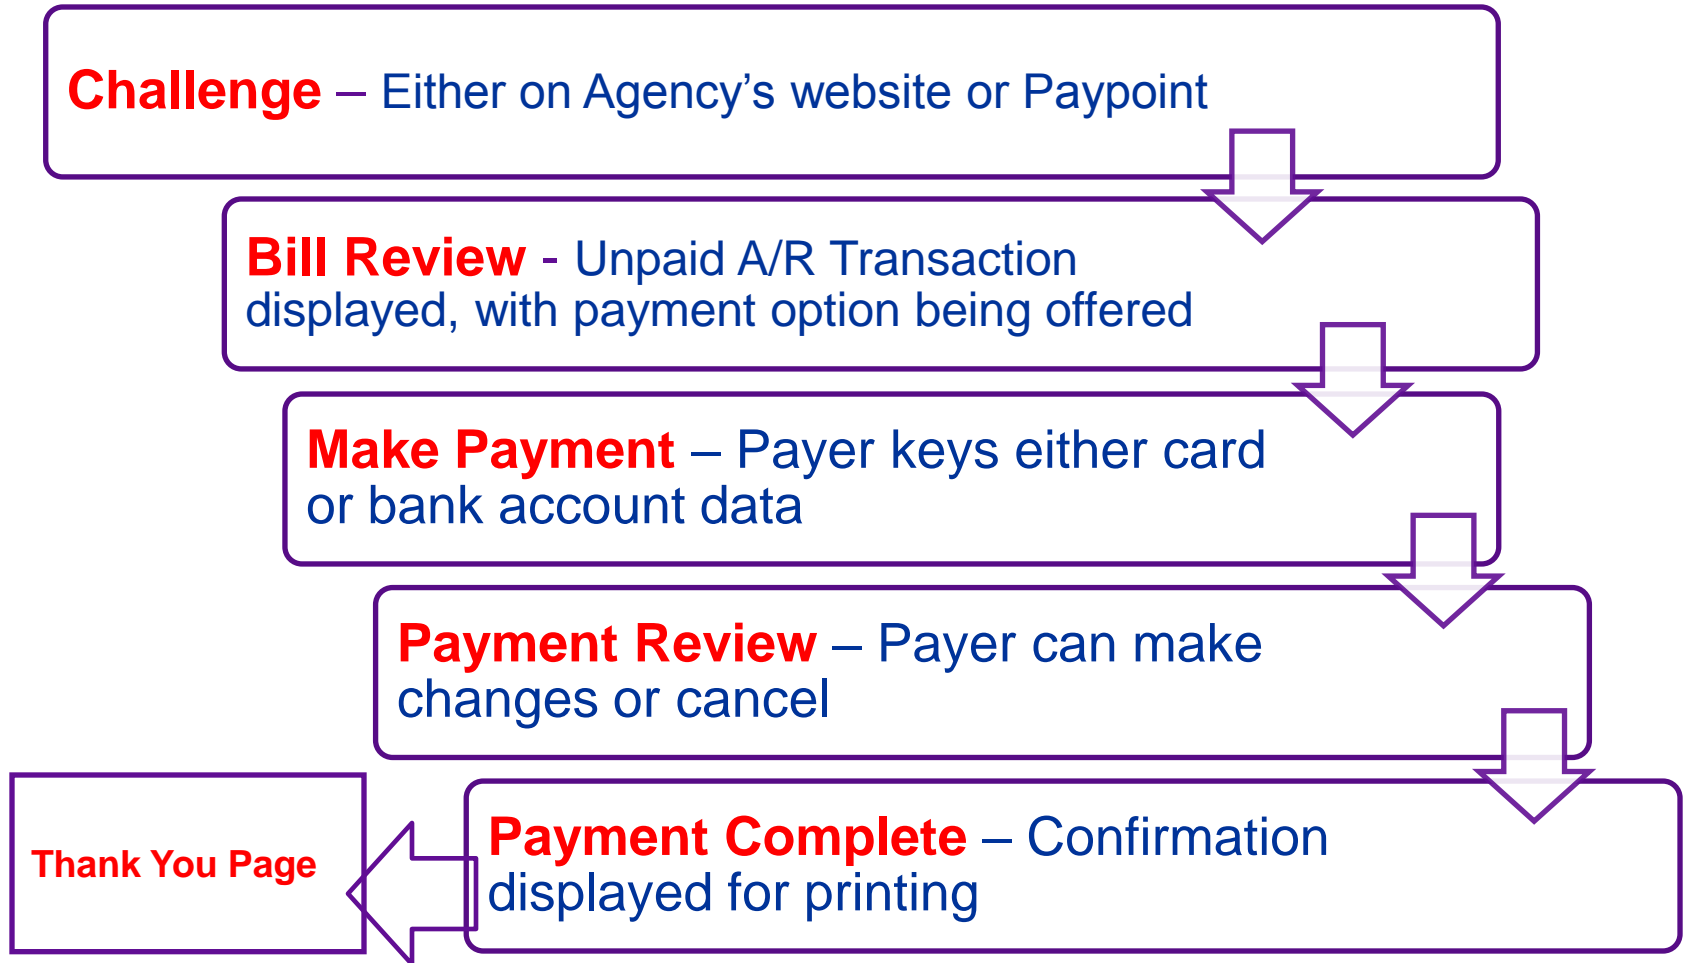 Challenge – Either on Agency’s website or Paypoint
Bill Review - Unpaid A/R Transaction
displayed, with payment option being offered
Make Payment – Payer keys either card
or bank account data
Payment Review – Payer can make
changes or cancel
Payment Complete – Confirmation
displayed for printing
Thank You Page